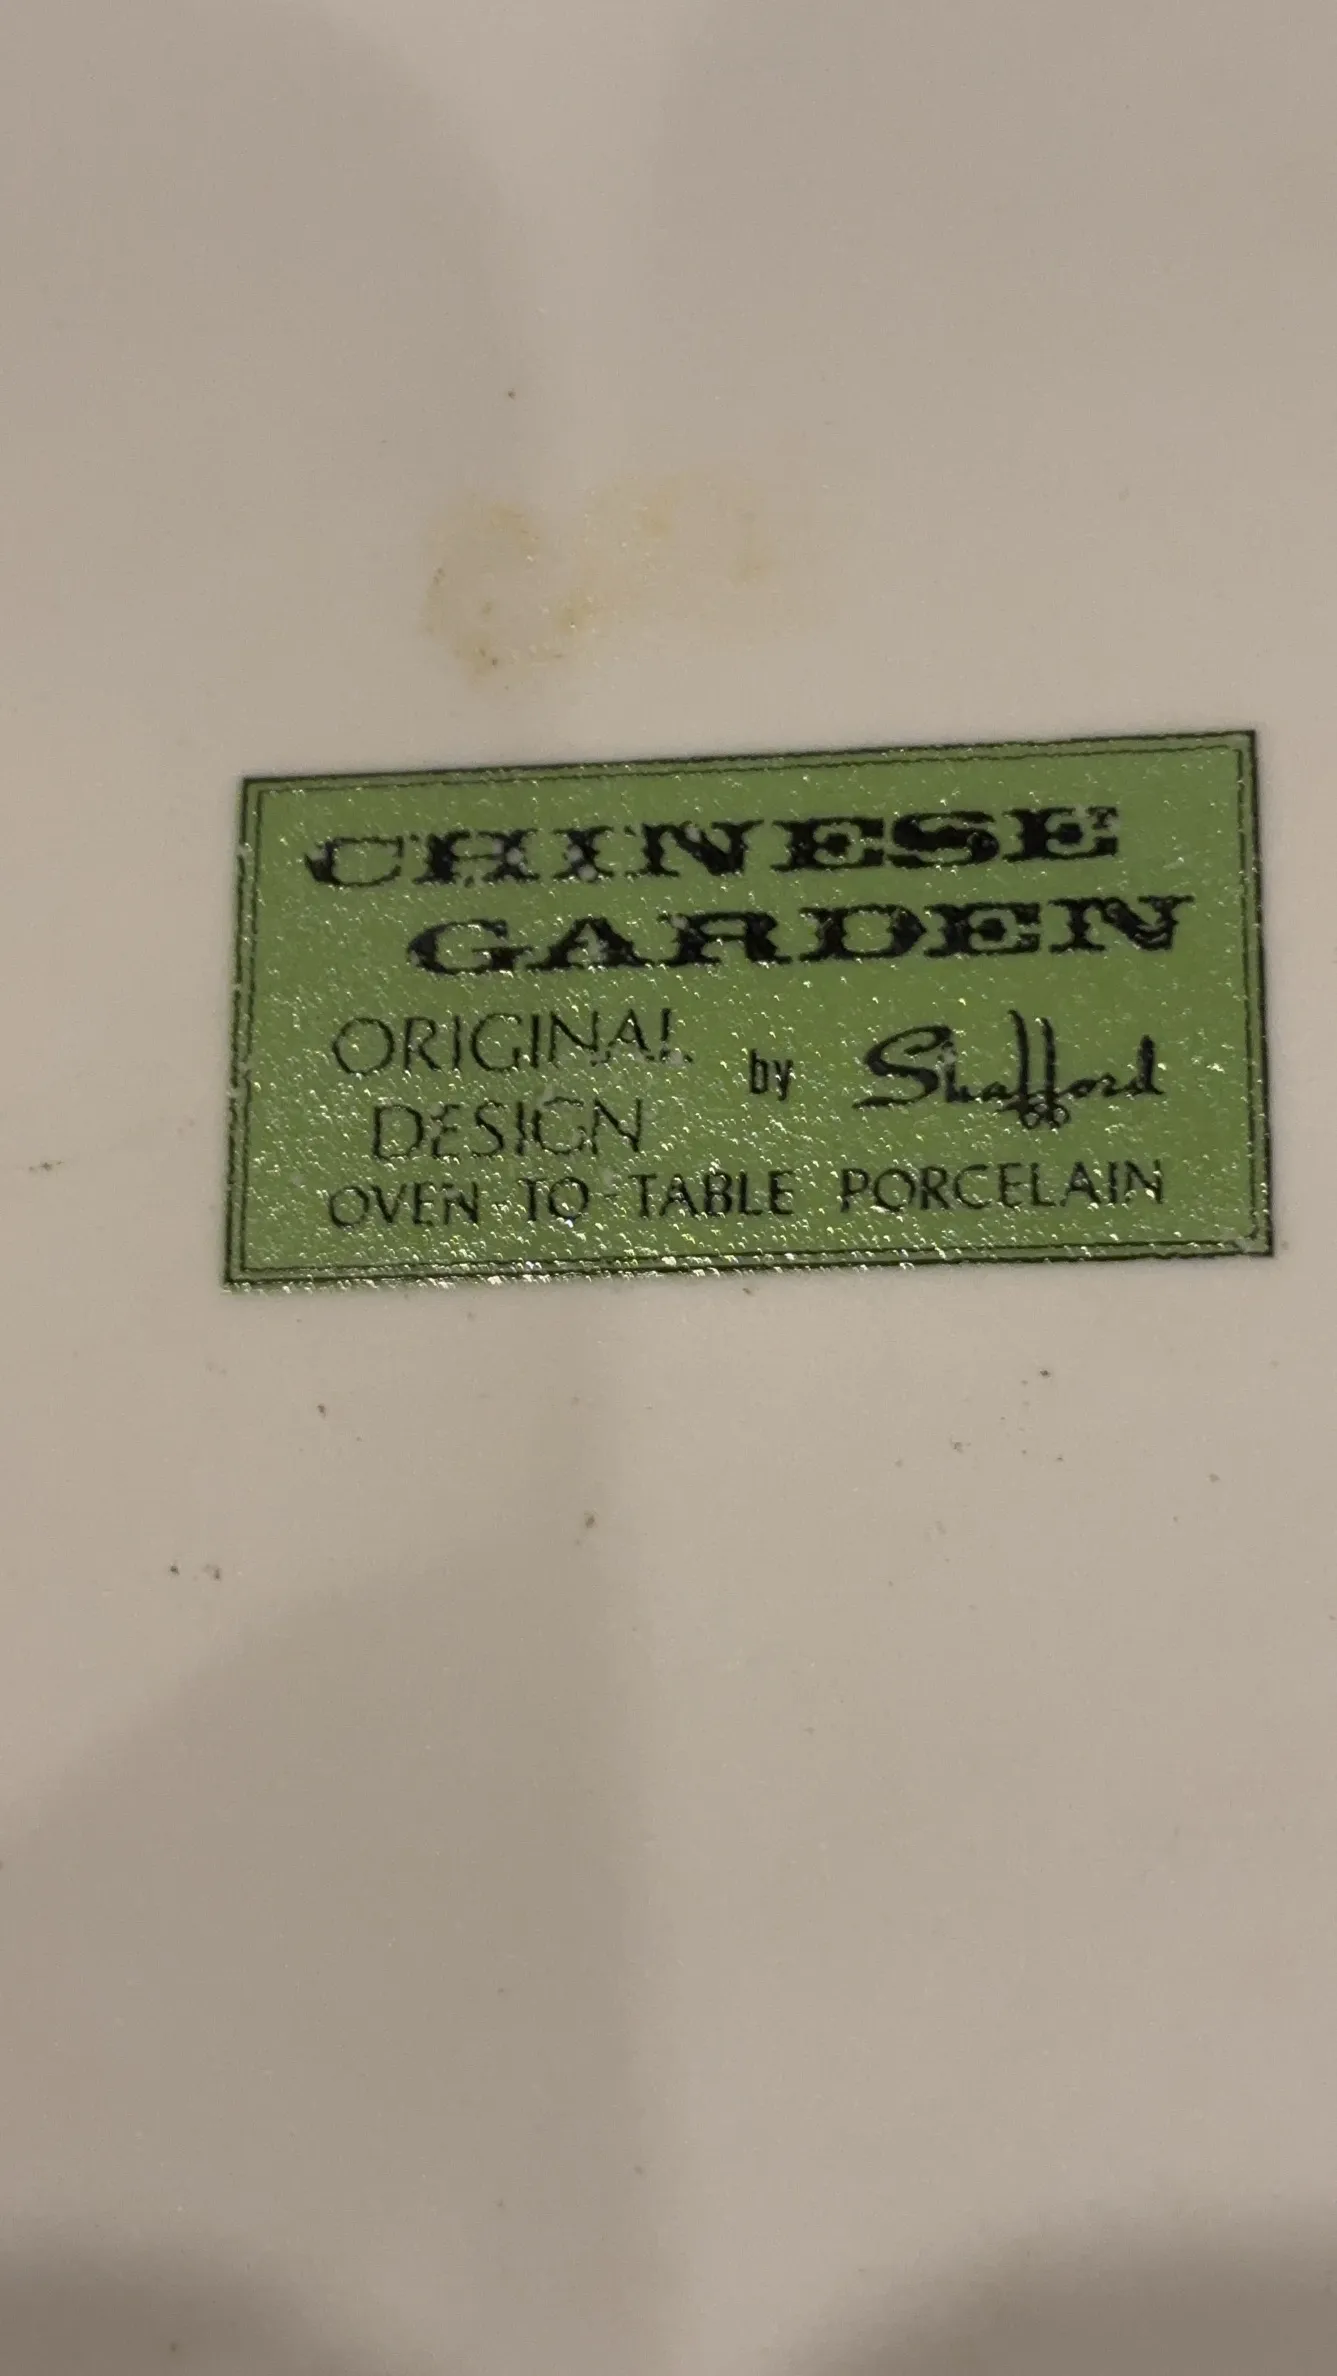 CHINESE
GARDEN
ORIGINAL
DESIGN by Shafford
OVEN-TO-TABLE PORCELAIN